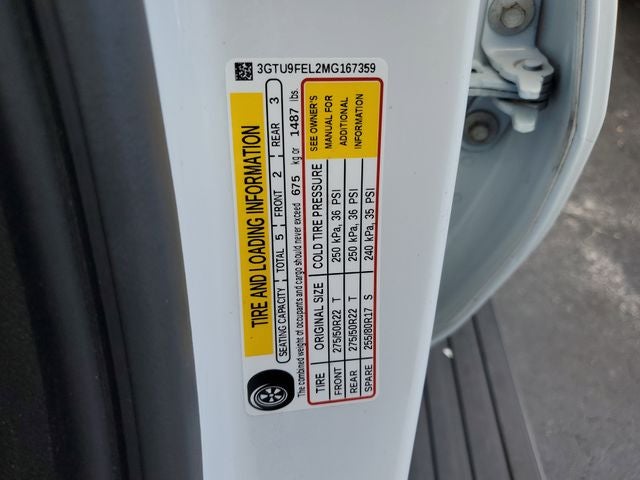 3GTU9FEL2MG167359
TIRE AND LOADING INFORMATION
SEATING CAPACITY TOTAL 5 FRONT 2 REAR 3
The combined weight of occupants and cargo should never exceed 675 kg or 1487 lbs.
TIRE ORIGINAL SIZE COLD TIRE PRESSURE
FRONT 275/50R22 T 250 kPa, 36 PSI
REAR 275/50R22 T 250 kPa, 36 PSI
SPARE 255/80R17 S 240 kPa, 35 PSI
SEE OWNER'S
MANUAL FOR
ADDITIONAL
INFORMATION